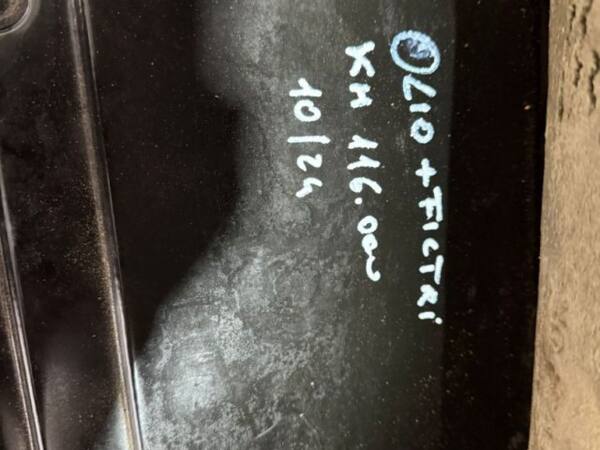 OLIO + FILTRI
KM 116.000
10/24